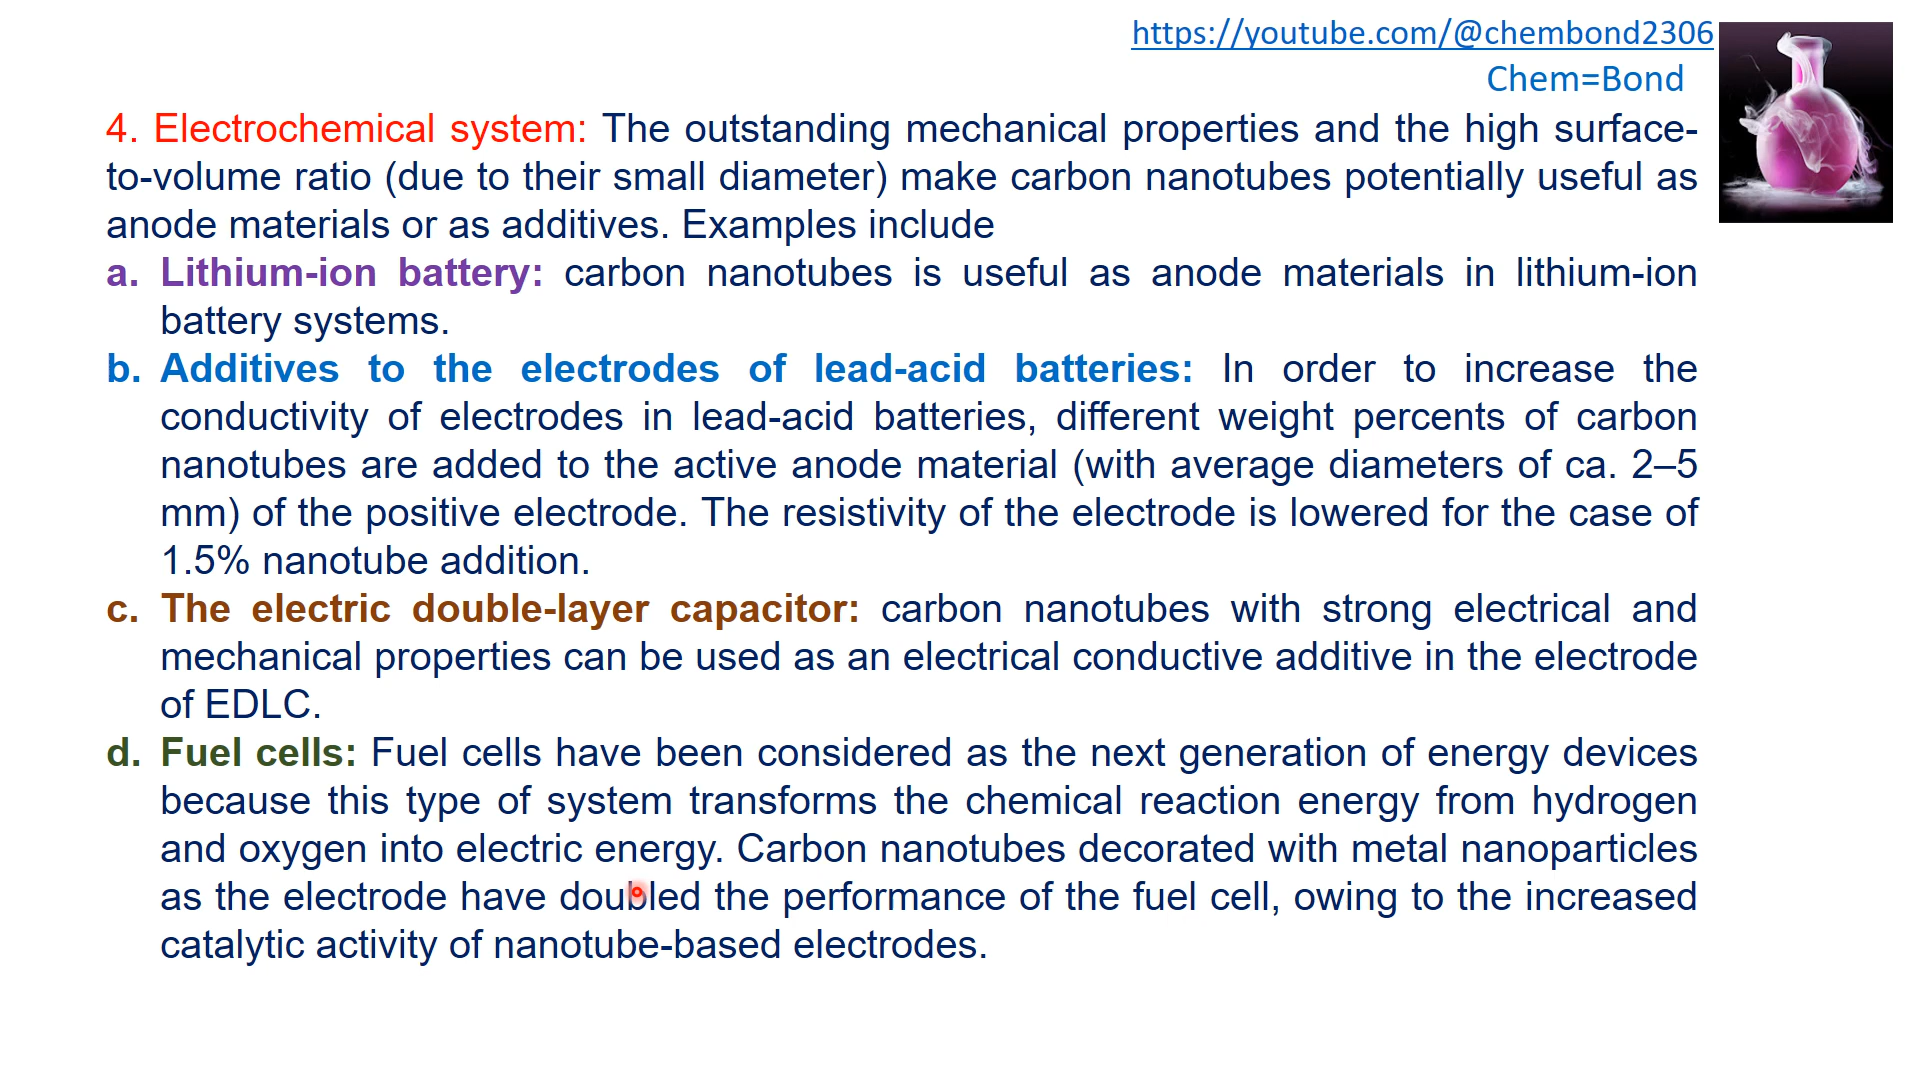 https://youtube.com/@chembond2306
Chem=Bond
4. Electrochemical system: The outstanding mechanical properties and the high surface-
to-volume ratio (due to their small diameter) make carbon nanotubes potentially useful as
anode materials or as additives. Examples include
a. Lithium-ion battery: carbon nanotubes is useful as anode materials in lithium-ion
battery systems.
b. Additives to the electrodes of lead-acid batteries: In order to increase the
conductivity of electrodes in lead-acid batteries, different weight percents of carbon
nanotubes are added to the active anode material (with average diameters of ca. 2–5
mm) of the positive electrode. The resistivity of the electrode is lowered for the case of
1.5% nanotube addition.
c. The electric double-layer capacitor: carbon nanotubes with strong electrical and
mechanical properties can be used as an electrical conductive additive in the electrode
of EDLC.
d. Fuel cells: Fuel cells have been considered as the next generation of energy devices
because this type of system transforms the chemical reaction energy from hydrogen
and oxygen into electric energy. Carbon nanotubes decorated with metal nanoparticles
as the electrode have doubled the performance of the fuel cell, owing to the increased
catalytic activity of nanotube-based electrodes.